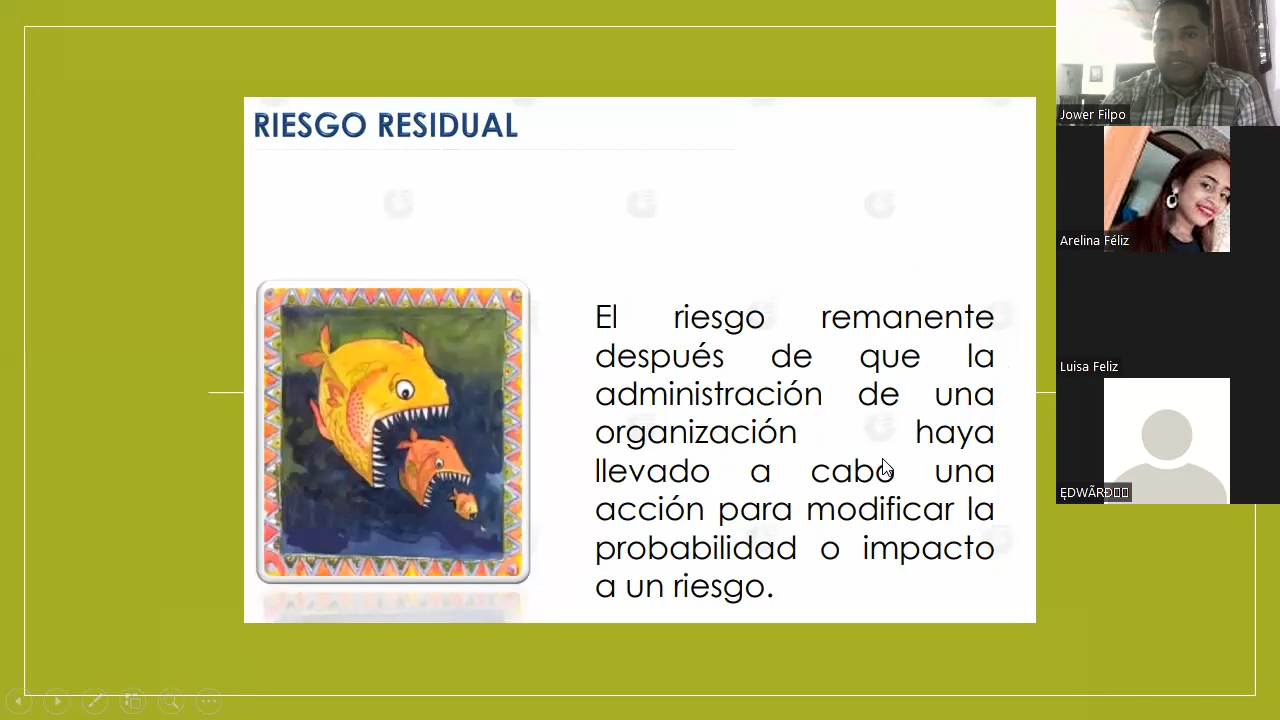 RIESGO RESIDUAL
El riesgo remanente
después de que la
administración de una
organización haya
llevado a cabo una
acción para modificar la
probabilidad o impacto
a un riesgo.
Jower Filpo
Arelina Féliz
Luisa Feliz